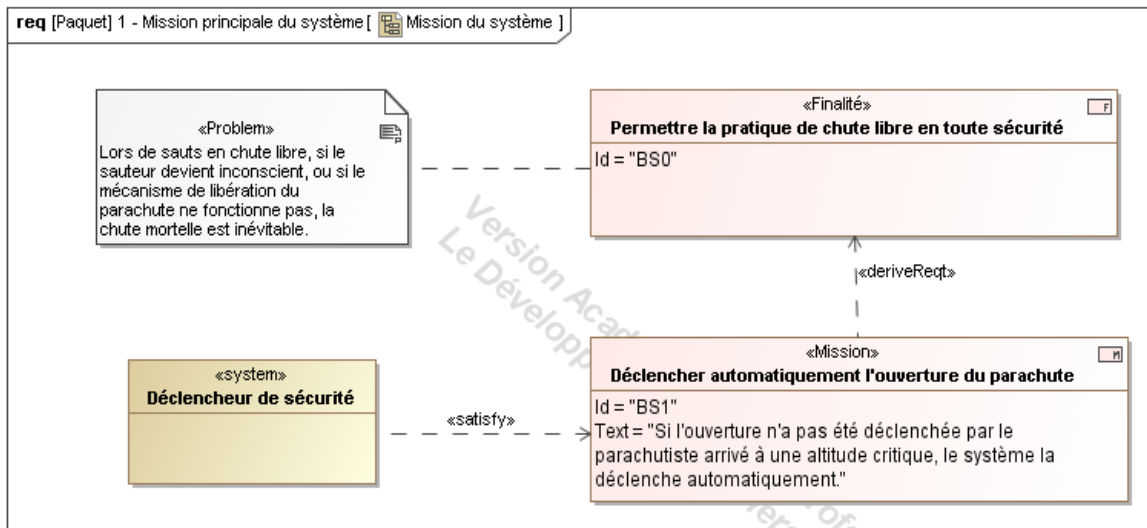 req [Paquet] 1 - Mission principale du système [ Mission du système ]
«Problem»
Lors de sauts en chute libre, si le
sauteur devient inconscient, ou si le
mécanisme de libération du
parachute ne fonctionne pas, la
chute mortelle est inévitable.
«Finalité»
F
Permettre la pratique de chute libre en toute sécurité
Id = "BS0"
«deriveReqt»
«system»
Déclencheur de sécurité
«satisfy»
«Mission»
M
Déclencher automatiquement l'ouverture du parachute
Id = "BS1"
Text = "Si l'ouverture n'a pas été déclenchée par le
parachutiste arrivé à une altitude critique, le système la
déclenche automatiquement."
Version Acad
Le Développ